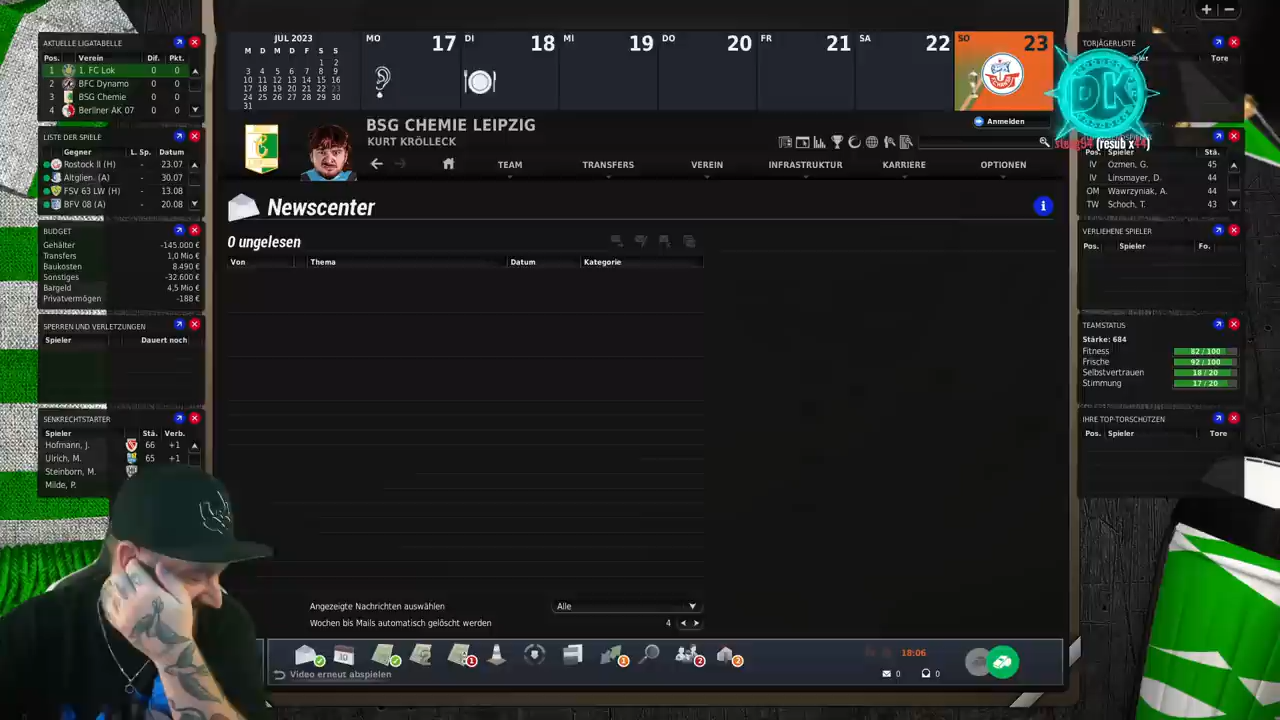 AKTUELLE LIGATABELLE
Pos. Verein Dif. Pkt.
1 1. FC Lok 0 0
2 BFC Dynamo 0 0
3 BSG Chemie 0 0
4 Berliner AK 07 0 0
LISTE DER SPIELE
Gegner L. Sp. Datum
Rostock II (H) - 23.07
Altglien. (A) - 30.07
FSV 63 LW (H) - 13.08
BFV 08 (A) - 20.08
BUDGET
Gehälter -145.000 €
Transfers 1,0 Mio €
Baukosten 8.490 €
Sonstiges -32.600 €
Bargeld 4,5 Mio €
Privatvermögen -188 €
SPERREN UND VERLETZUNGEN
Spieler Dauert noch
SENKRECHTSTARTER
Spieler Stä. Verb.
Hofmann, J. 66 +1
Ulrich, M. 65 +1
Steinborn, M.
Milde, P.
JUL 2023
M D M D F S S
1 2
3 4 5 6 7 8 9
10 11 12 13 14 15 16
17 18 19 20 21 22 23
24 25 26 27 28 29 30
31
MO 17
DI 18
MI 19
DO 20
FR 21
SA 22
SO 23
Anmelden
BSG CHEMIE LEIPZIG
KURT KRÖLLECK
TEAM TRANSFERS VEREIN INFRASTRUKTUR KARRIERE OPTIONEN
Newscenter
0 ungelesen
Von Thema Datum Kategorie
Angezeigte Nachrichten auswählen Alle
Wochen bis Mails automatisch gelöscht werden 4
10 1 1 2 2
Video erneut abspielen
18:06
0 0
TORJÄGERLISTE
Tore
DK
(resub x44)
Spieler Stä.
IV Özmen, G. 45
IV Linsmayer, D. 44
OM Wawrzyniak, A. 44
TW Schoch, T. 43
VERLIEHENE SPIELER
Pos. Spieler Fo.
TEAMSTATUS
Stärke: 684
Fitness 82 / 100
Frische 92 / 100
Selbstvertrauen 18 / 20
Stimmung 17 / 20
IHRE TOP-TORSCHÜTZEN
Pos. Spieler Tore